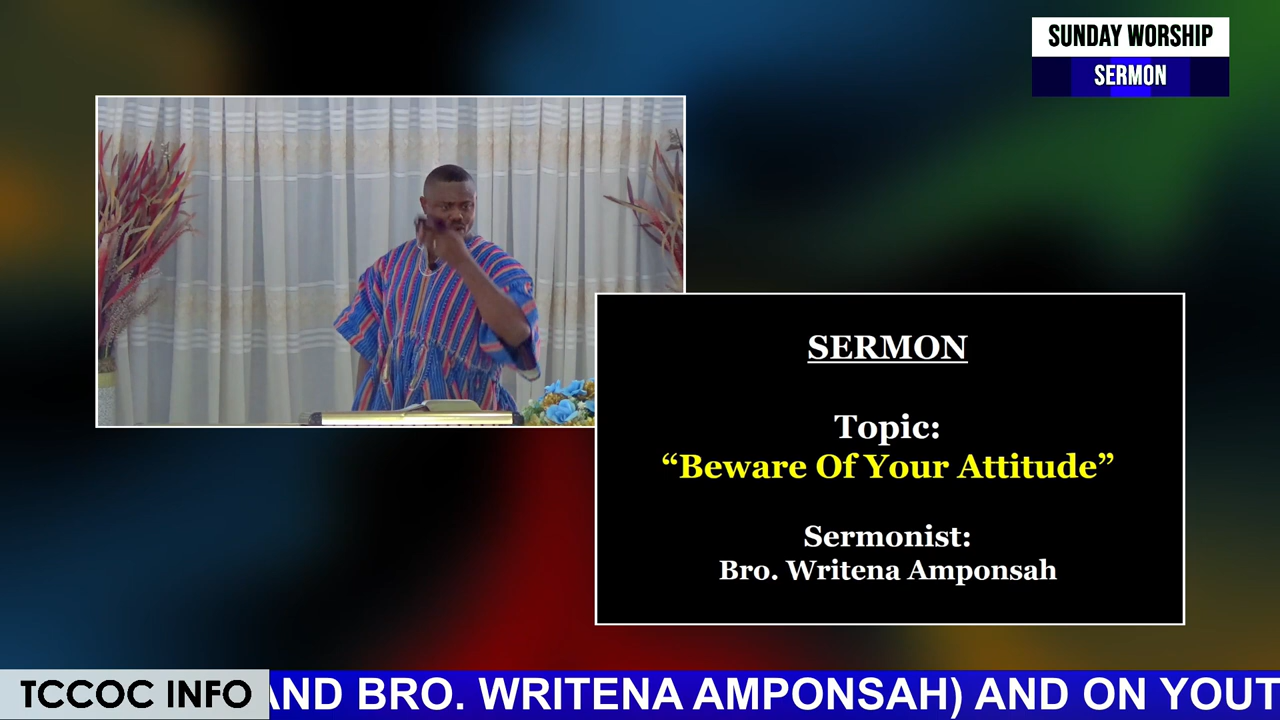 SUNDAY WORSHIP
SERMON
SERMON
Topic:
“Beware Of Your Attitude”
Sermonist:
Bro. Writena Amponsah
TCCOC INFO
AND BRO. WRITENA AMPONSAH) AND ON YOUT